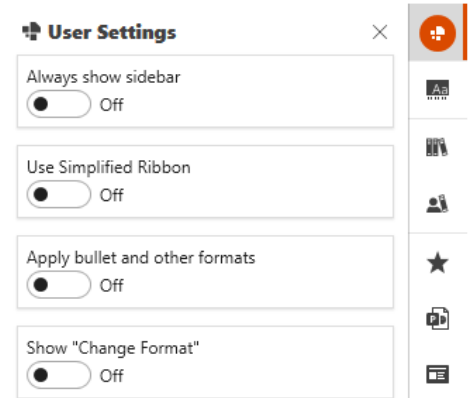 User Settings
Always show sidebar
Off
Use Simplified Ribbon
Off
Apply bullet and other formats
Off
Show "Change Format"
Off
Aa
P